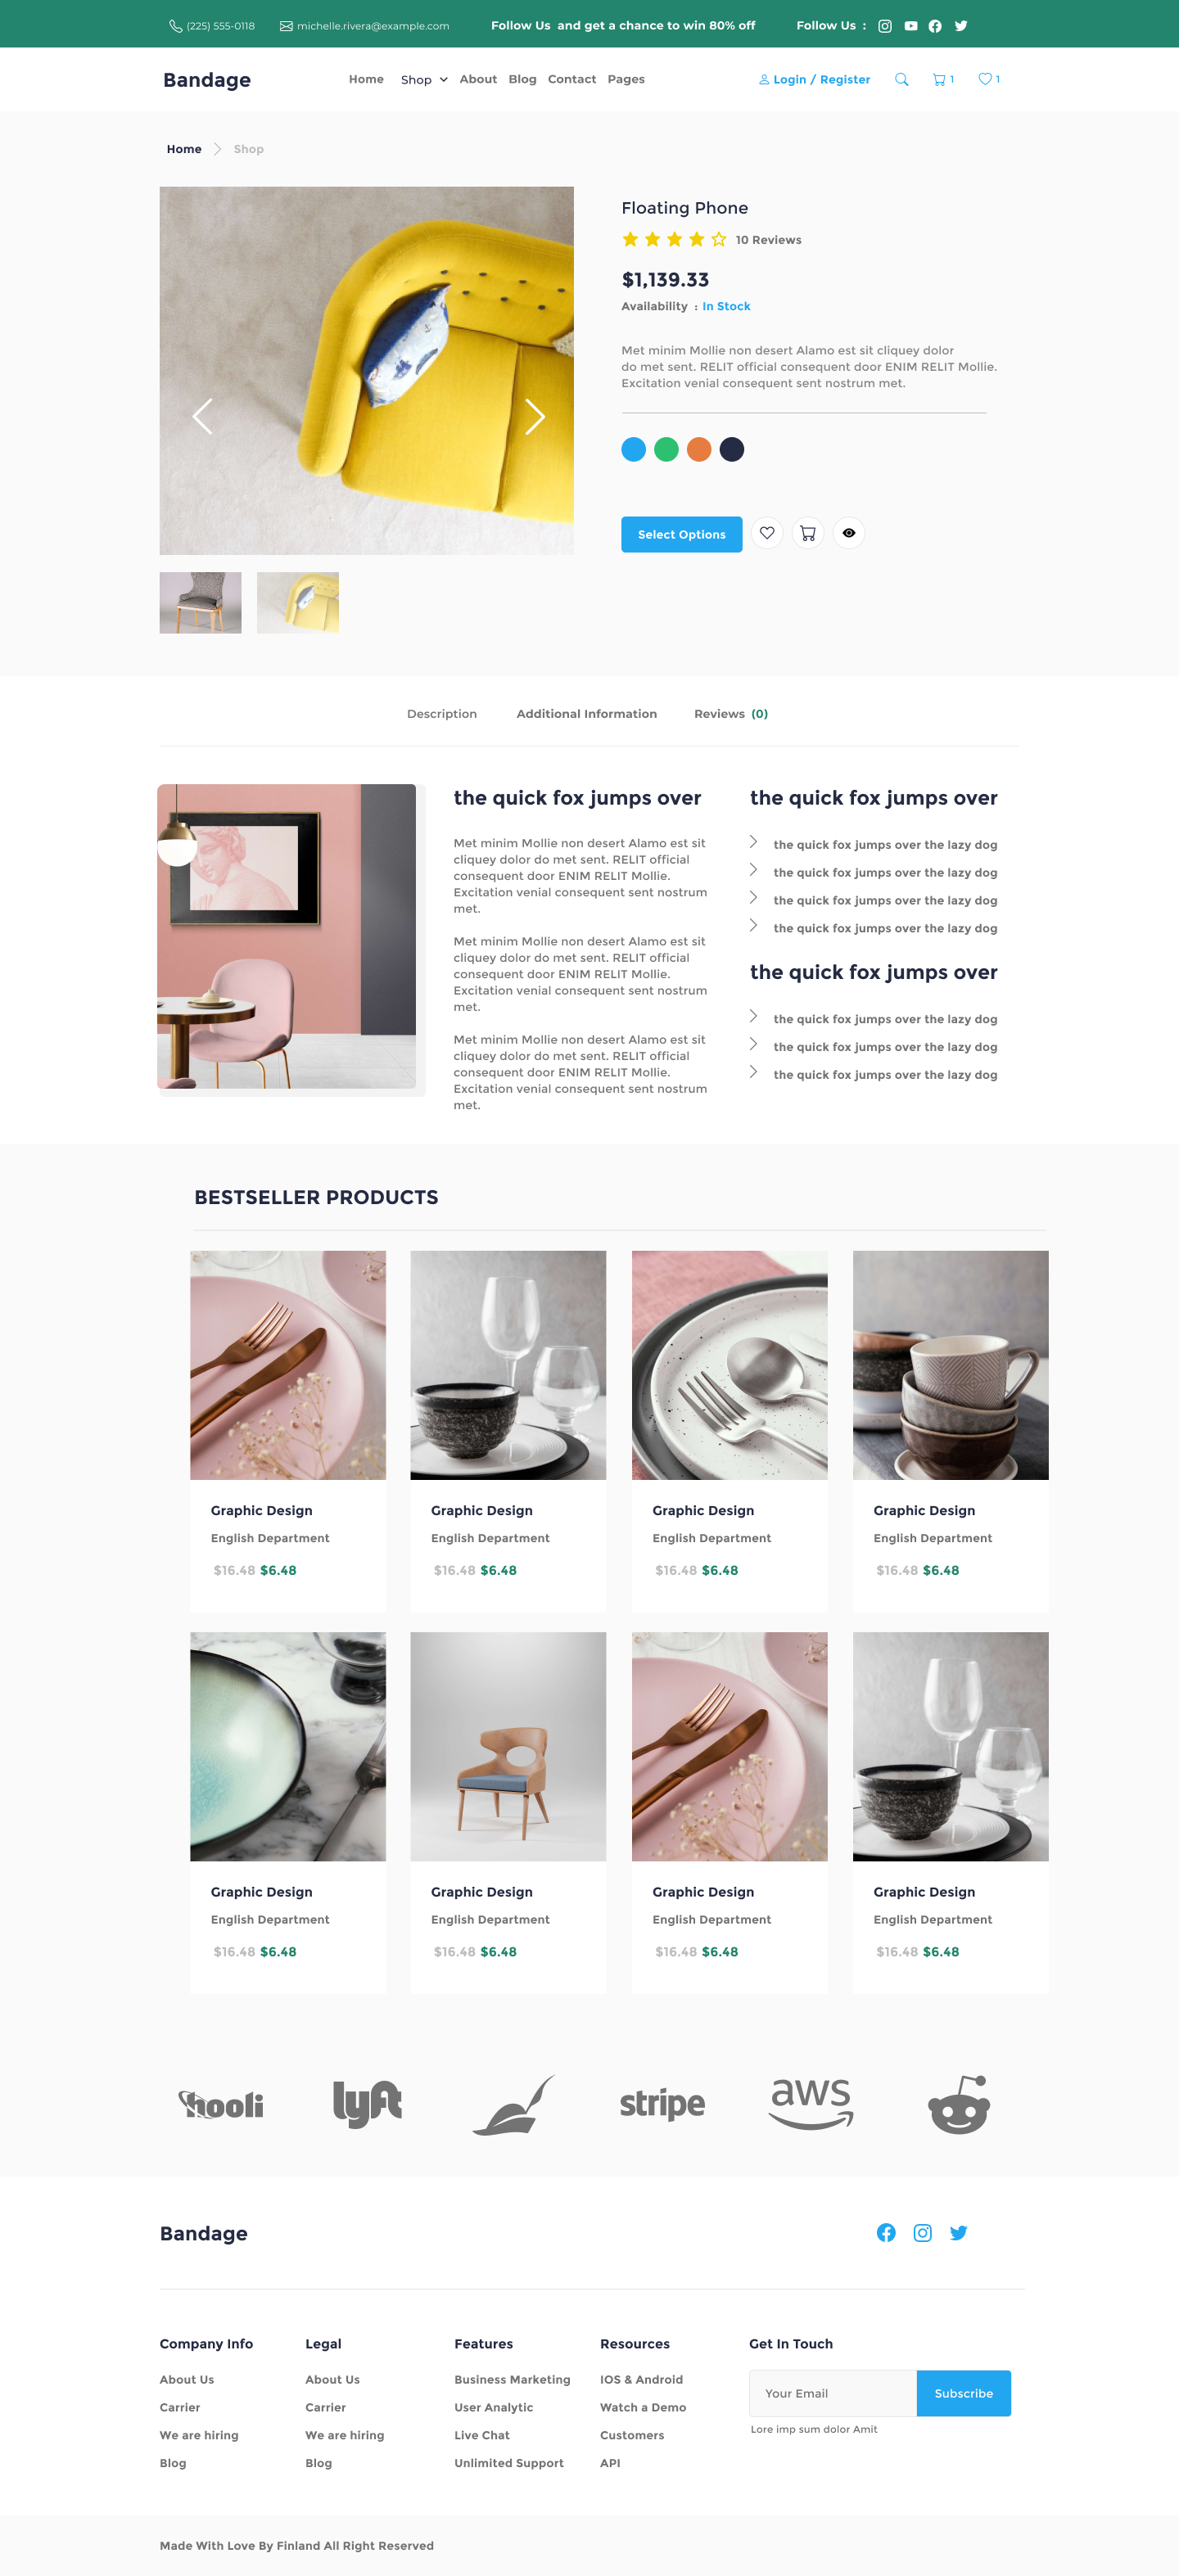 (225) 555-0118 michelle.rivera@example.com Follow Us and get a chance to win 80% off Follow Us :
Bandage Home Shop About Blog Contact Pages Login / Register 1 1
Home Shop
Floating Phone
10 Reviews
$1,139.33
Availability : In Stock
Met minim Mollie non desert Alamo est sit cliquey dolor
do met sent. RELIT official consequent door ENIM RELIT Mollie.
Excitation venial consequent sent nostrum met.
Select Options
Description Additional Information Reviews (0)
the quick fox jumps over
Met minim Mollie non desert Alamo est sit
cliquey dolor do met sent. RELIT official
consequent door ENIM RELIT Mollie.
Excitation venial consequent sent nostrum
met.
Met minim Mollie non desert Alamo est sit
cliquey dolor do met sent. RELIT official
consequent door ENIM RELIT Mollie.
Excitation venial consequent sent nostrum
met.
Met minim Mollie non desert Alamo est sit
cliquey dolor do met sent. RELIT official
consequent door ENIM RELIT Mollie.
Excitation venial consequent sent nostrum
met.
the quick fox jumps over
the quick fox jumps over the lazy dog
the quick fox jumps over the lazy dog
the quick fox jumps over the lazy dog
the quick fox jumps over the lazy dog
the quick fox jumps over
the quick fox jumps over the lazy dog
the quick fox jumps over the lazy dog
the quick fox jumps over the lazy dog
BESTSELLER PRODUCTS
Graphic Design Graphic Design Graphic Design Graphic Design
English Department English Department English Department English Department
$16.48 $6.48 $16.48 $6.48 $16.48 $6.48 $16.48 $6.48
Graphic Design Graphic Design Graphic Design Graphic Design
English Department English Department English Department English Department
$16.48 $6.48 $16.48 $6.48 $16.48 $6.48 $16.48 $6.48
hooli lyft stripe aws
Bandage
Company Info Legal Features Resources Get In Touch
About Us About Us Business Marketing IOS & Android
Your Email Subscribe
Carrier Carrier User Analytic Watch a Demo
Lore imp sum dolor Amit
We are hiring We are hiring Live Chat Customers
Blog Blog Unlimited Support API
Made With Love By Finland All Right Reserved